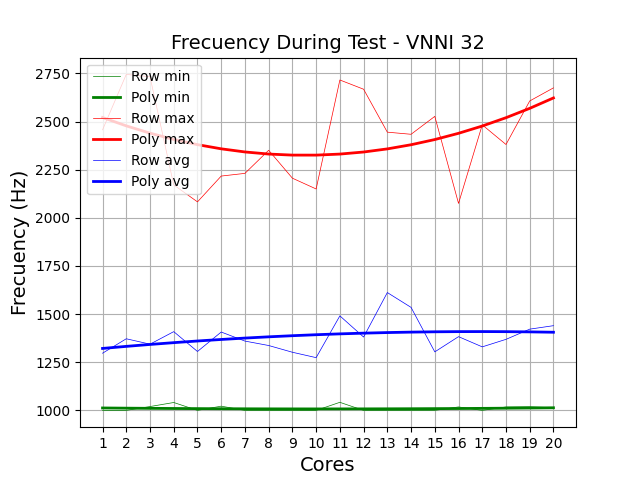 Frecuency During Test - VNNI 32
Row min
Poly min
Row max
Poly max
Row avg
Poly avg
2750
2500
2250
2000
1750
1500
1250
1000
Frecuency (Hz)
1 2 3 4 5 6 7 8 9 10 11 12 13 14 15 16 17 18 19 20
Cores